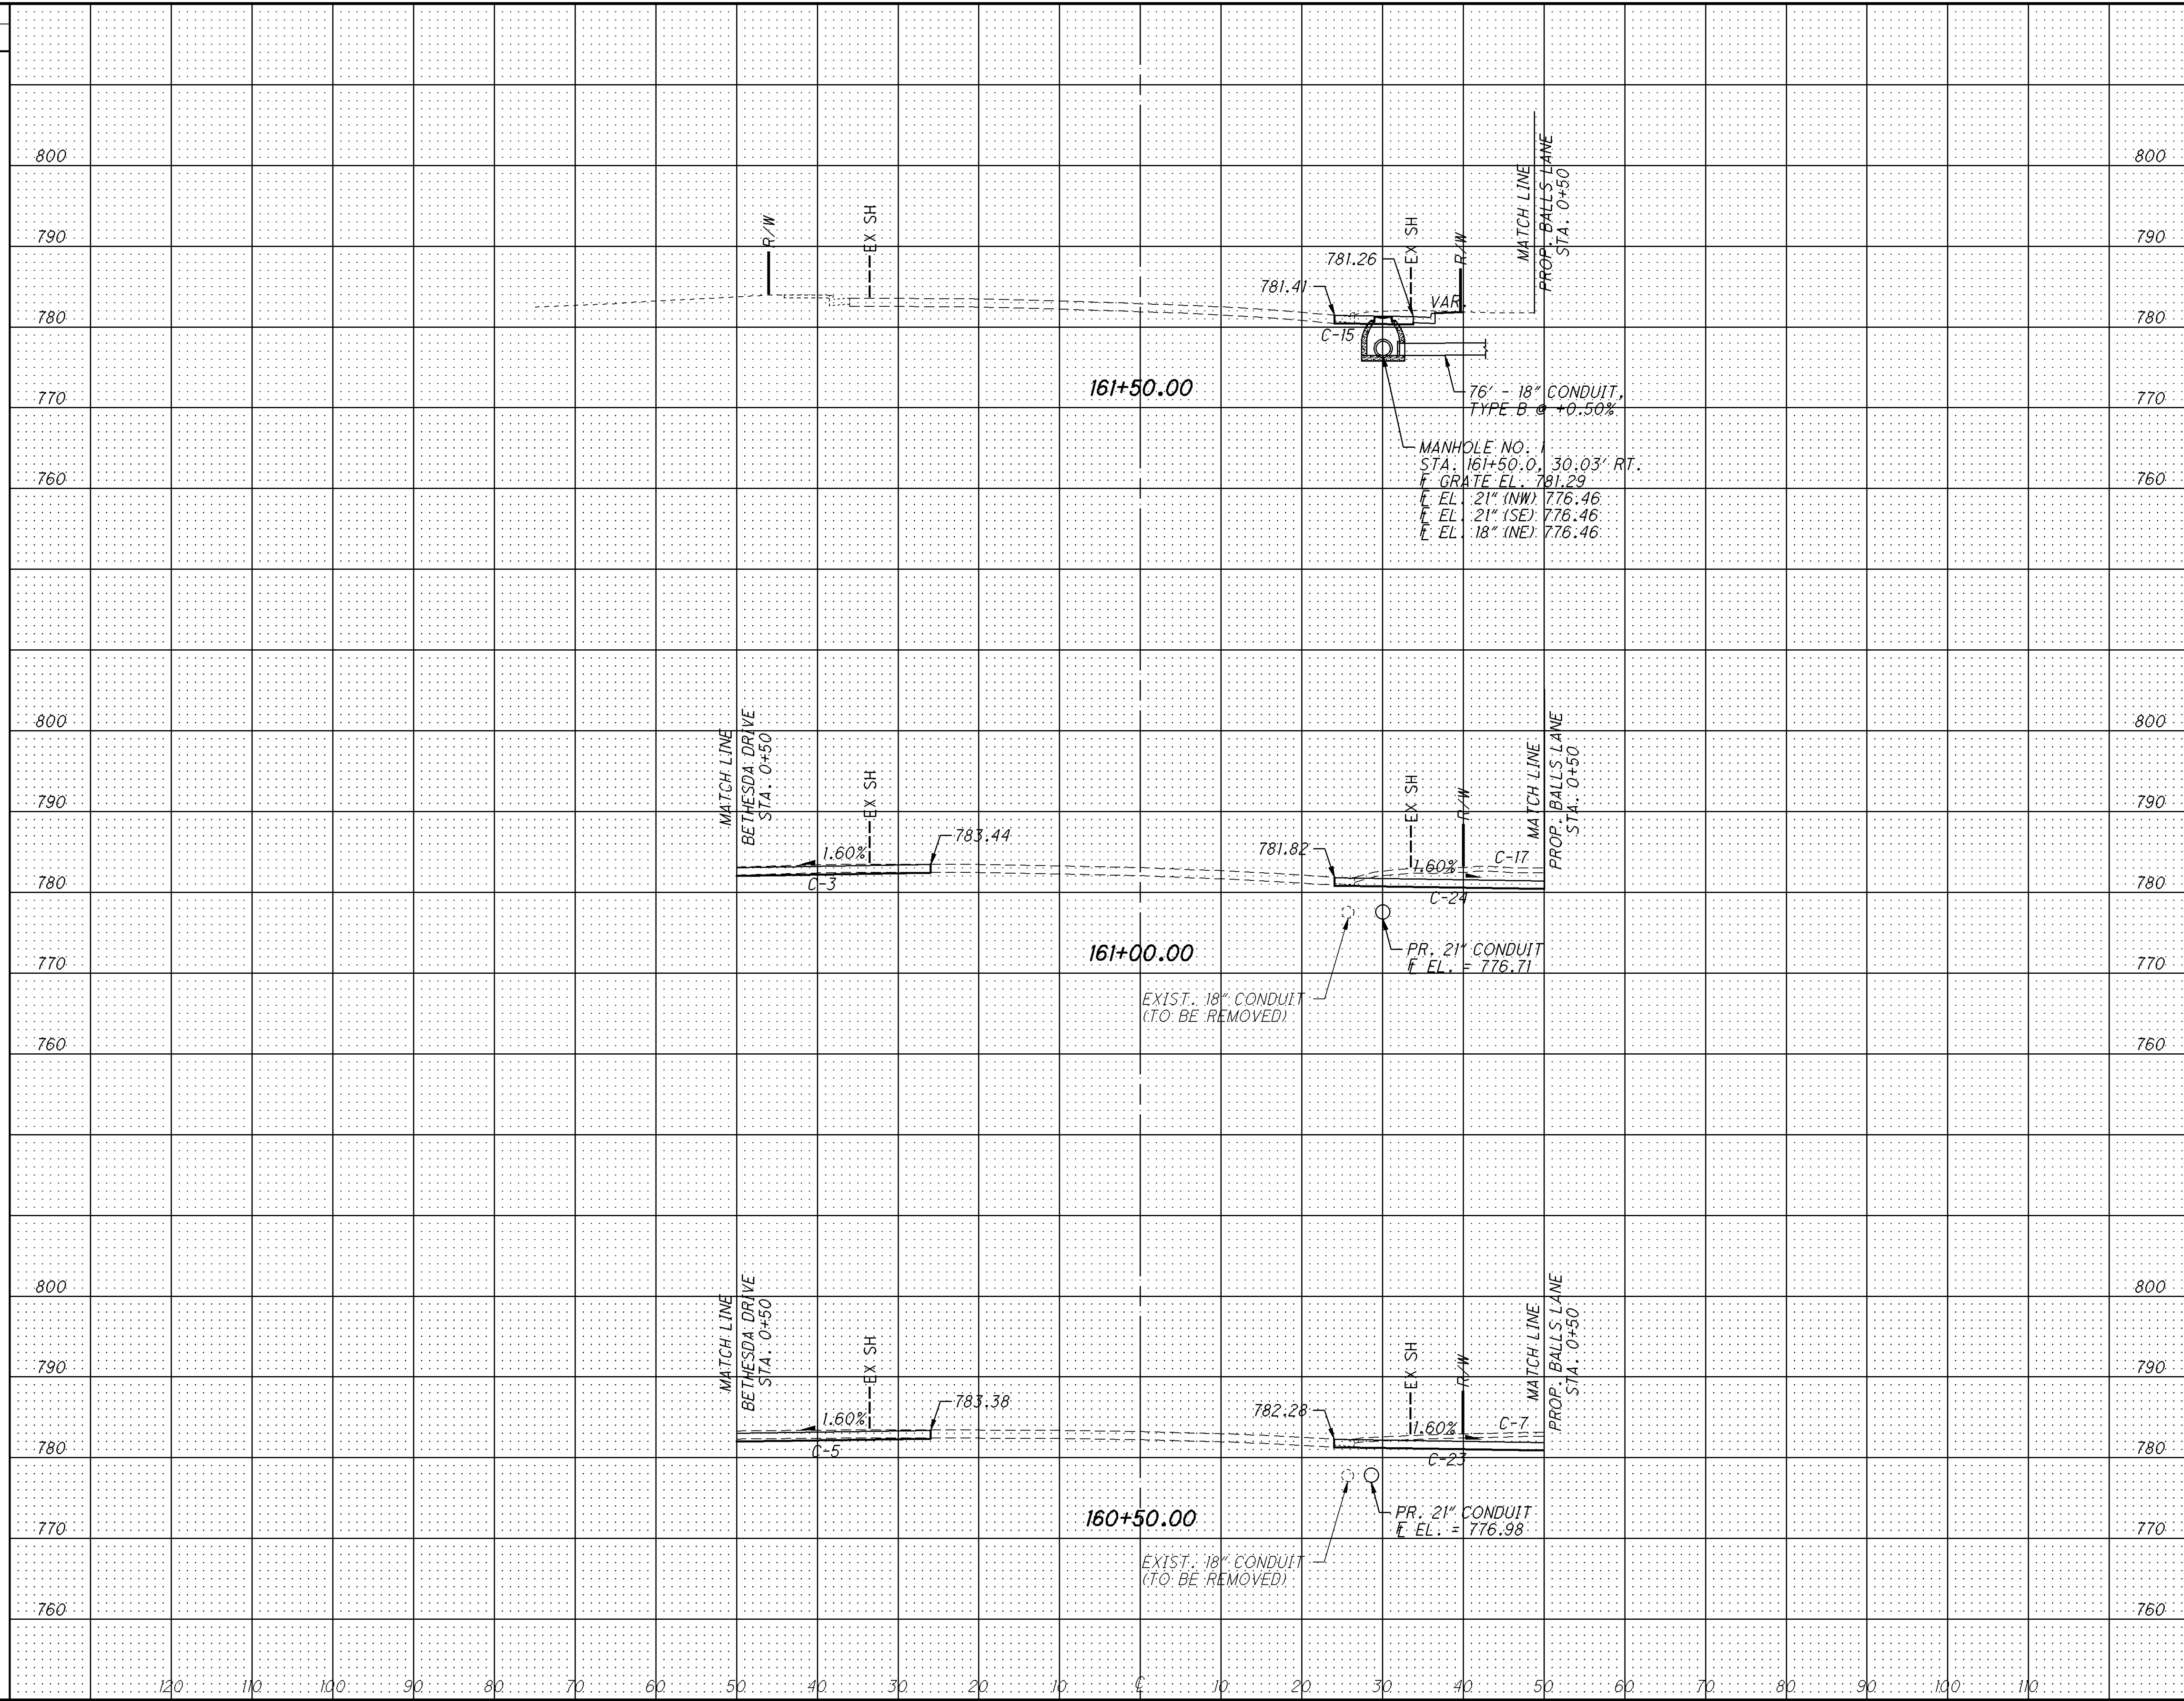 800 800
790 790
780 780
770 770
760 760
R/W
EX SH
781.41
781.26
EX SH
VAR.
R/W
MATCH LINE
PROP. BALLS LANE
STA. 0+50
C-15
161+50.00
76' - 18" CONDUIT,
TYPE B @ +0.50%
MANHOLE NO. 1
STA. 161+50.0, 30.03' RT.
FL GRATE EL. 781.29
FL EL. 21" (NW) 776.46
FL EL. 21" (SE) 776.46
FL EL. 18" (NE) 776.46
800 800
790 790
780 780
770 770
760 760
MATCH LINE
BETHESDA DRIVE
STA. 0+50
EX SH
1.60%
783.44
C-3
781.82
EX SH
R/W
1.60%
C-17
C-24
MATCH LINE
PROP. BALLS LANE
STA. 0+50
161+00.00
PR. 21" CONDUIT
FL EL. = 776.71
EXIST. 18" CONDUIT
(TO BE REMOVED)
800 800
790 790
780 780
770 770
760 760
MATCH LINE
BETHESDA DRIVE
STA. 0+50
EX SH
1.60%
783.38
C-5
782.28
EX SH
R/W
1.60%
C-7
C-23
MATCH LINE
PROP. BALLS LANE
STA. 0+50
160+50.00
PR. 21" CONDUIT
FL EL. = 776.98
EXIST. 18" CONDUIT
(TO BE REMOVED)
120 110 100 90 80 70 60 50 40 30 20 10 ℄ 10 20 30 40 50 60 70 80 90 100 110